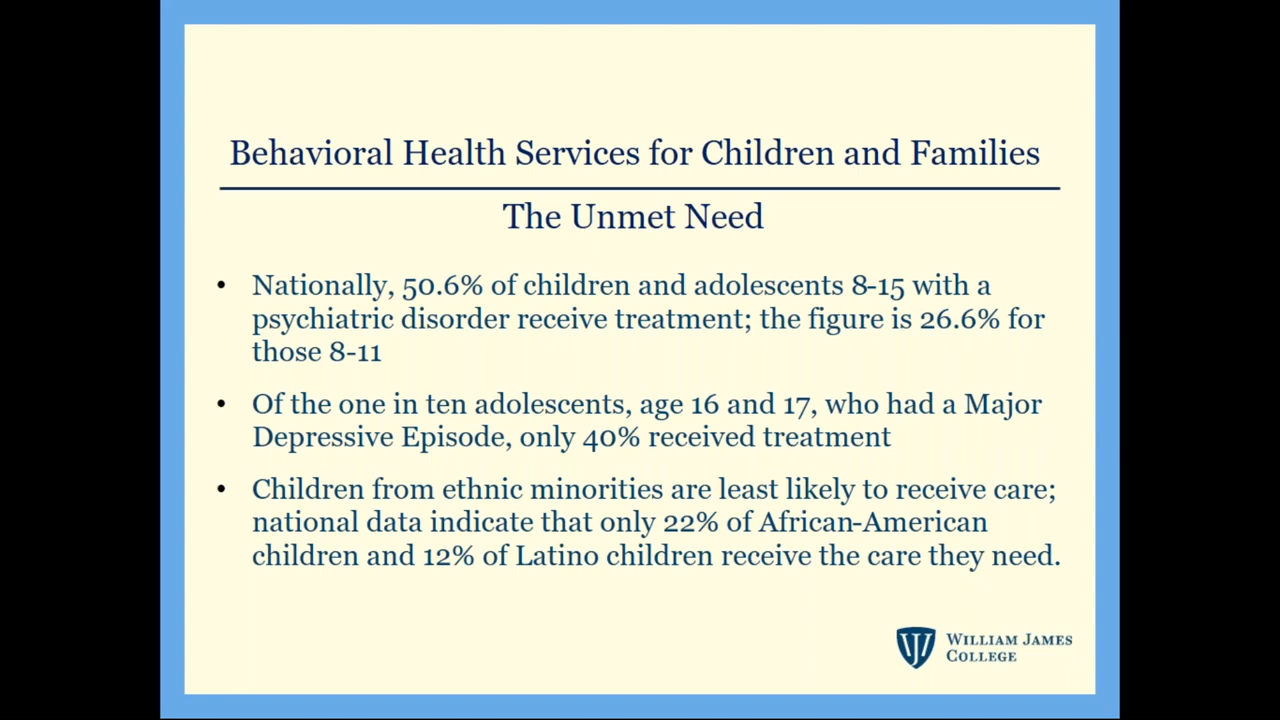 Behavioral Health Services for Children and Families
The Unmet Need
• Nationally, 50.6% of children and adolescents 8-15 with a
psychiatric disorder receive treatment; the figure is 26.6% for
those 8-11
• Of the one in ten adolescents, age 16 and 17, who had a Major
Depressive Episode, only 40% received treatment
• Children from ethnic minorities are least likely to receive care;
national data indicate that only 22% of African-American
children and 12% of Latino children receive the care they need.
WILLIAM JAMES
COLLEGE